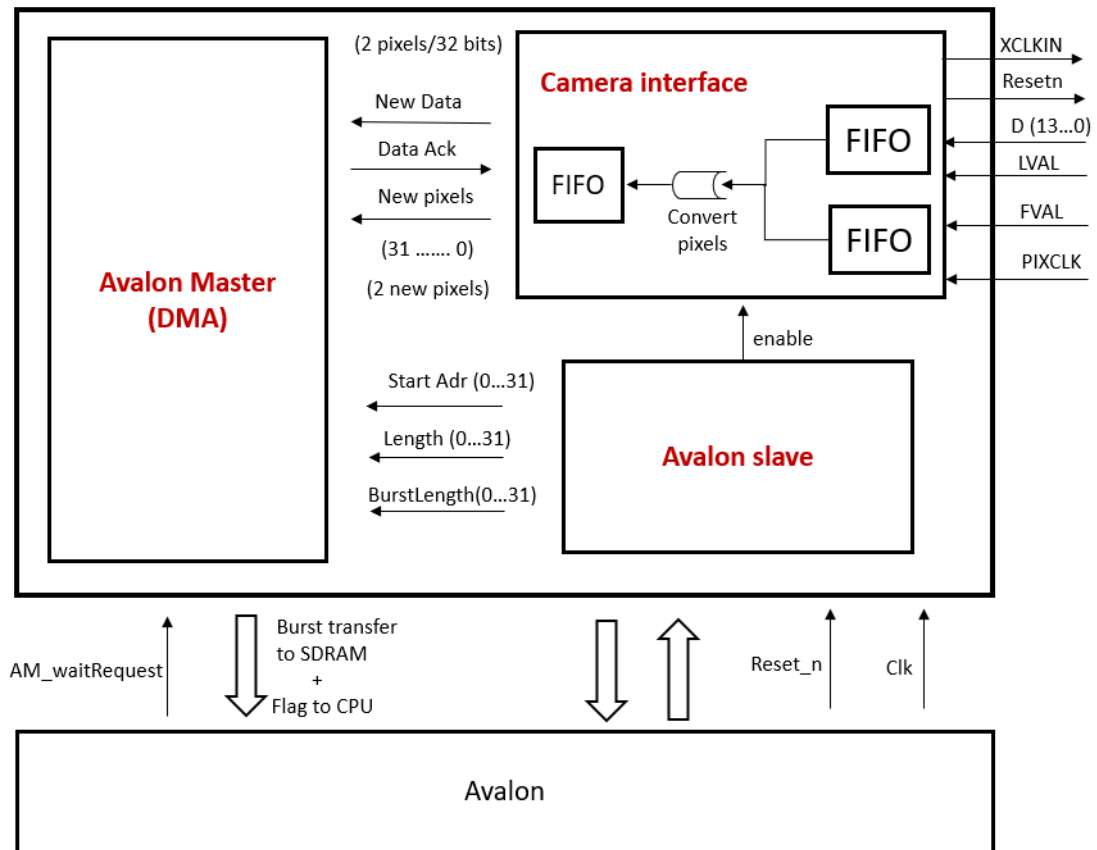 (2 pixels/32 bits)
Camera interface
XCLKIN
Resetn
D (13...0)
LVAL
FVAL
PIXCLK
New Data
Data Ack
New pixels
(31 ....... 0)
(2 new pixels)
FIFO
FIFO
FIFO
Convert
pixels
Avalon Master
(DMA)
enable
Start Adr (0...31)
Length (0...31)
BurstLength(0...31)
Avalon slave
AM_waitRequest
Burst transfer
to SDRAM
+
Flag to CPU
Reset_n
Clk
Avalon